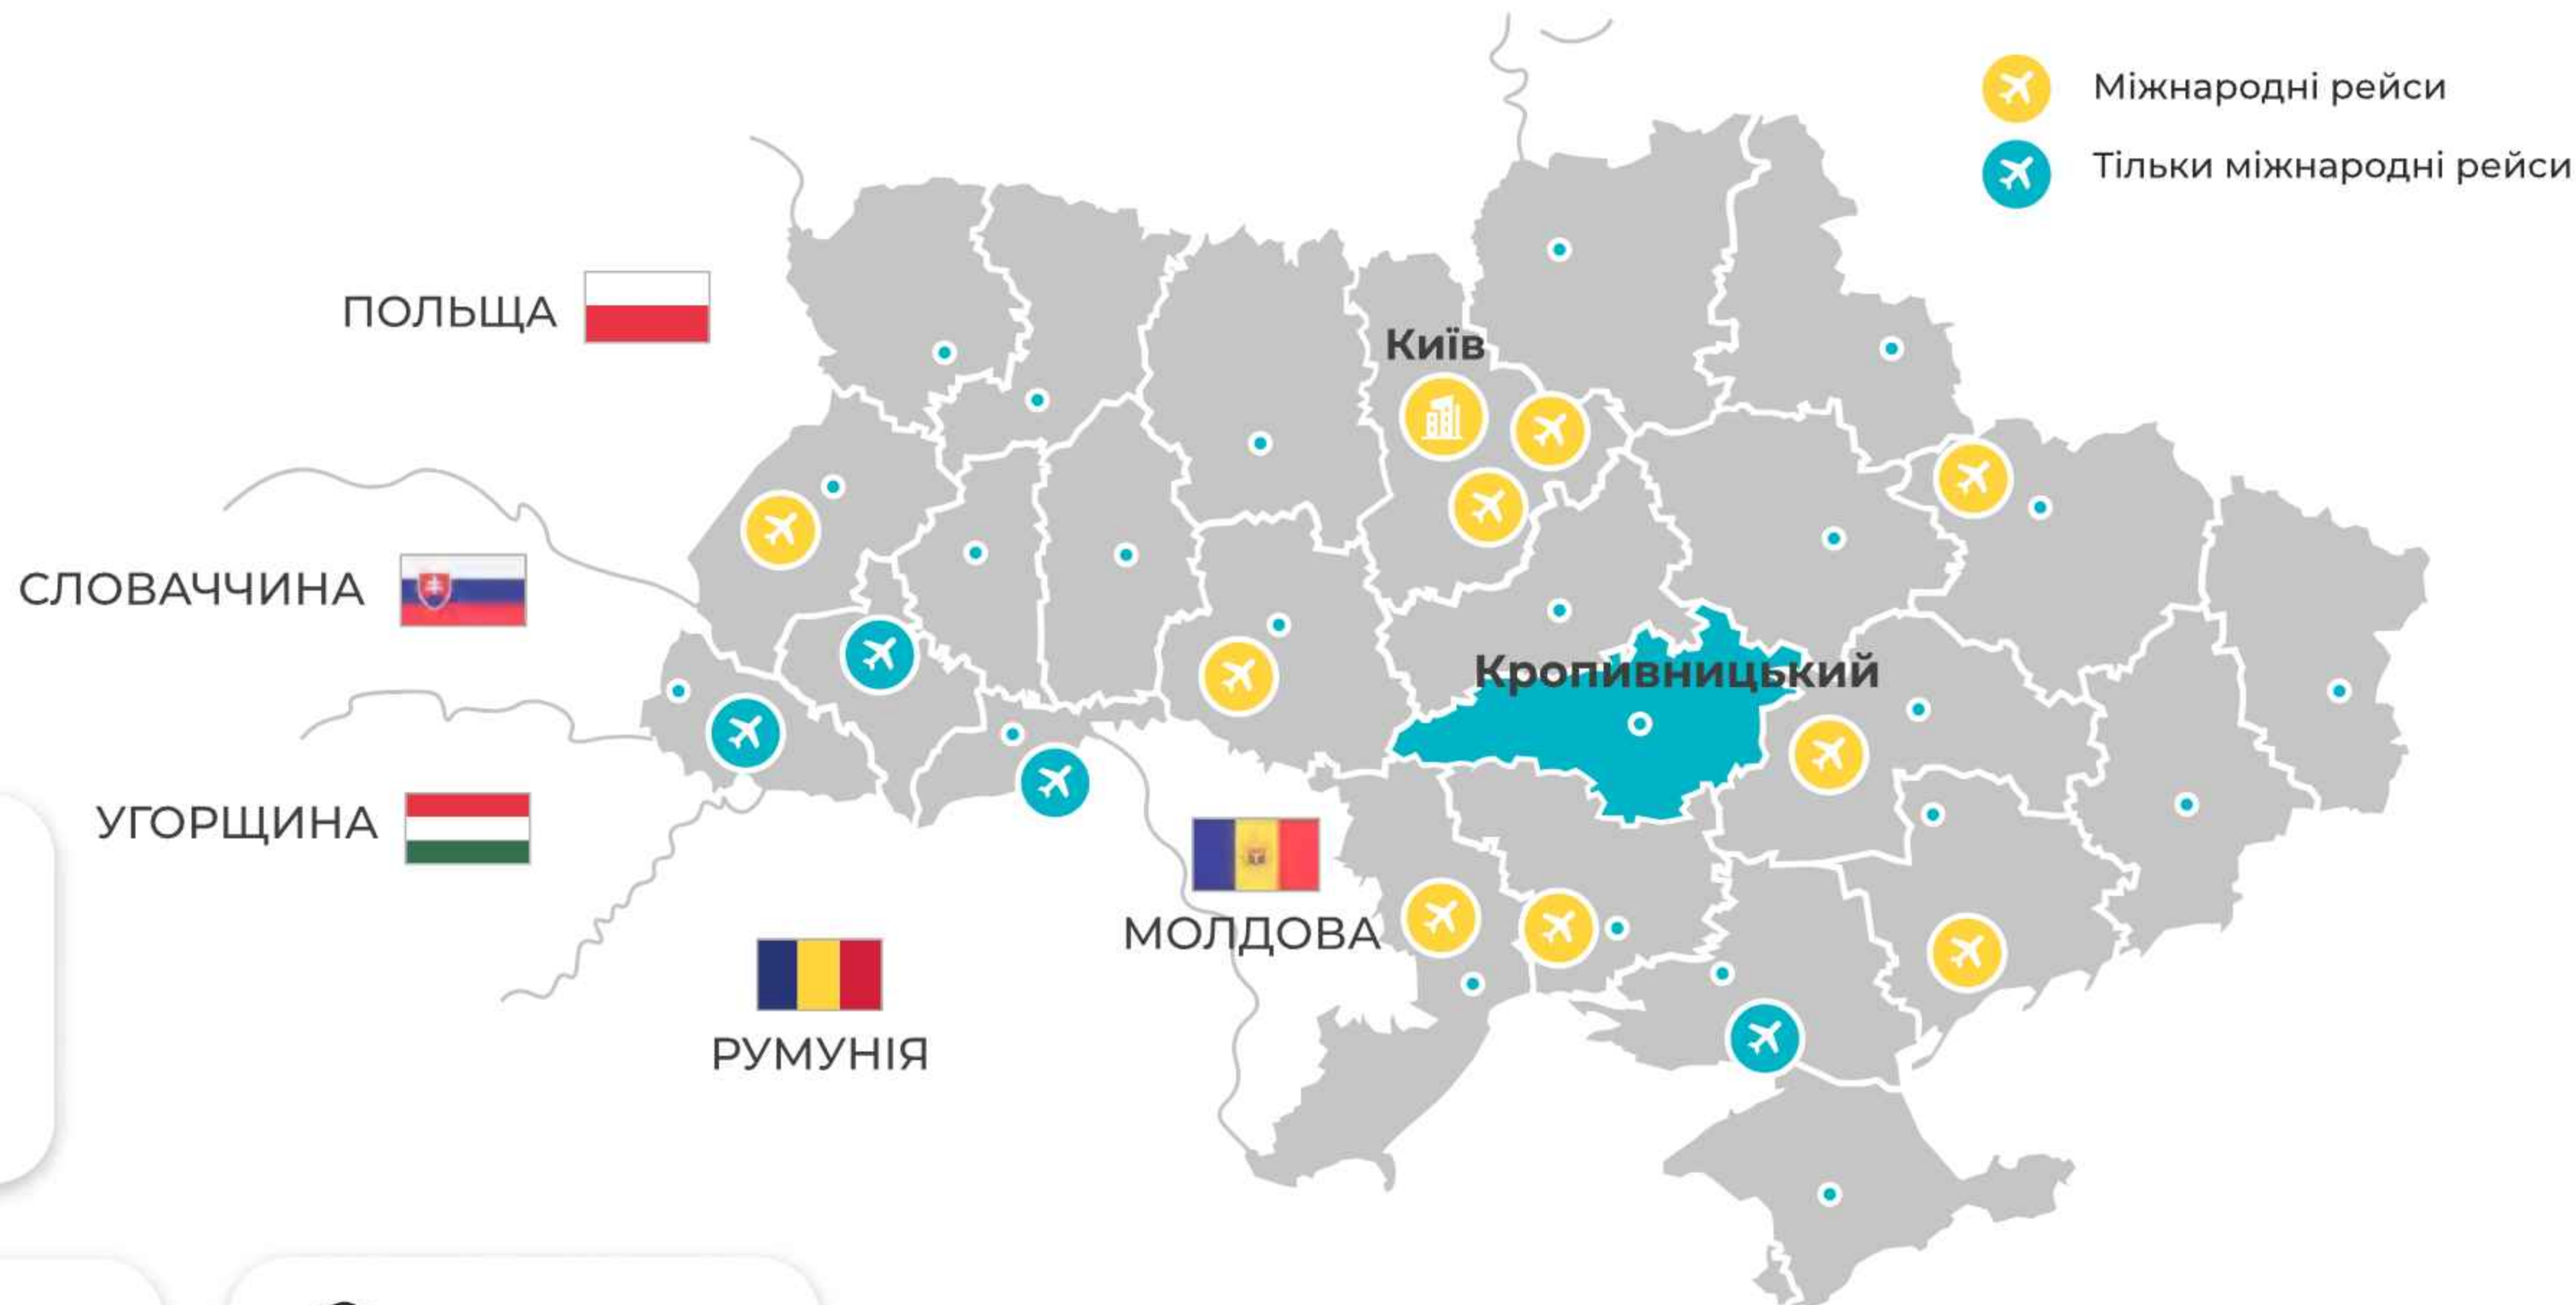 Міжнародні рейси
Тільки міжнародні рейси
ПОЛЬЩА
Київ
СЛОВАЧЧИНА
Кропивницький
УГОРЩИНА
МОЛДОВА
РУМУНІЯ